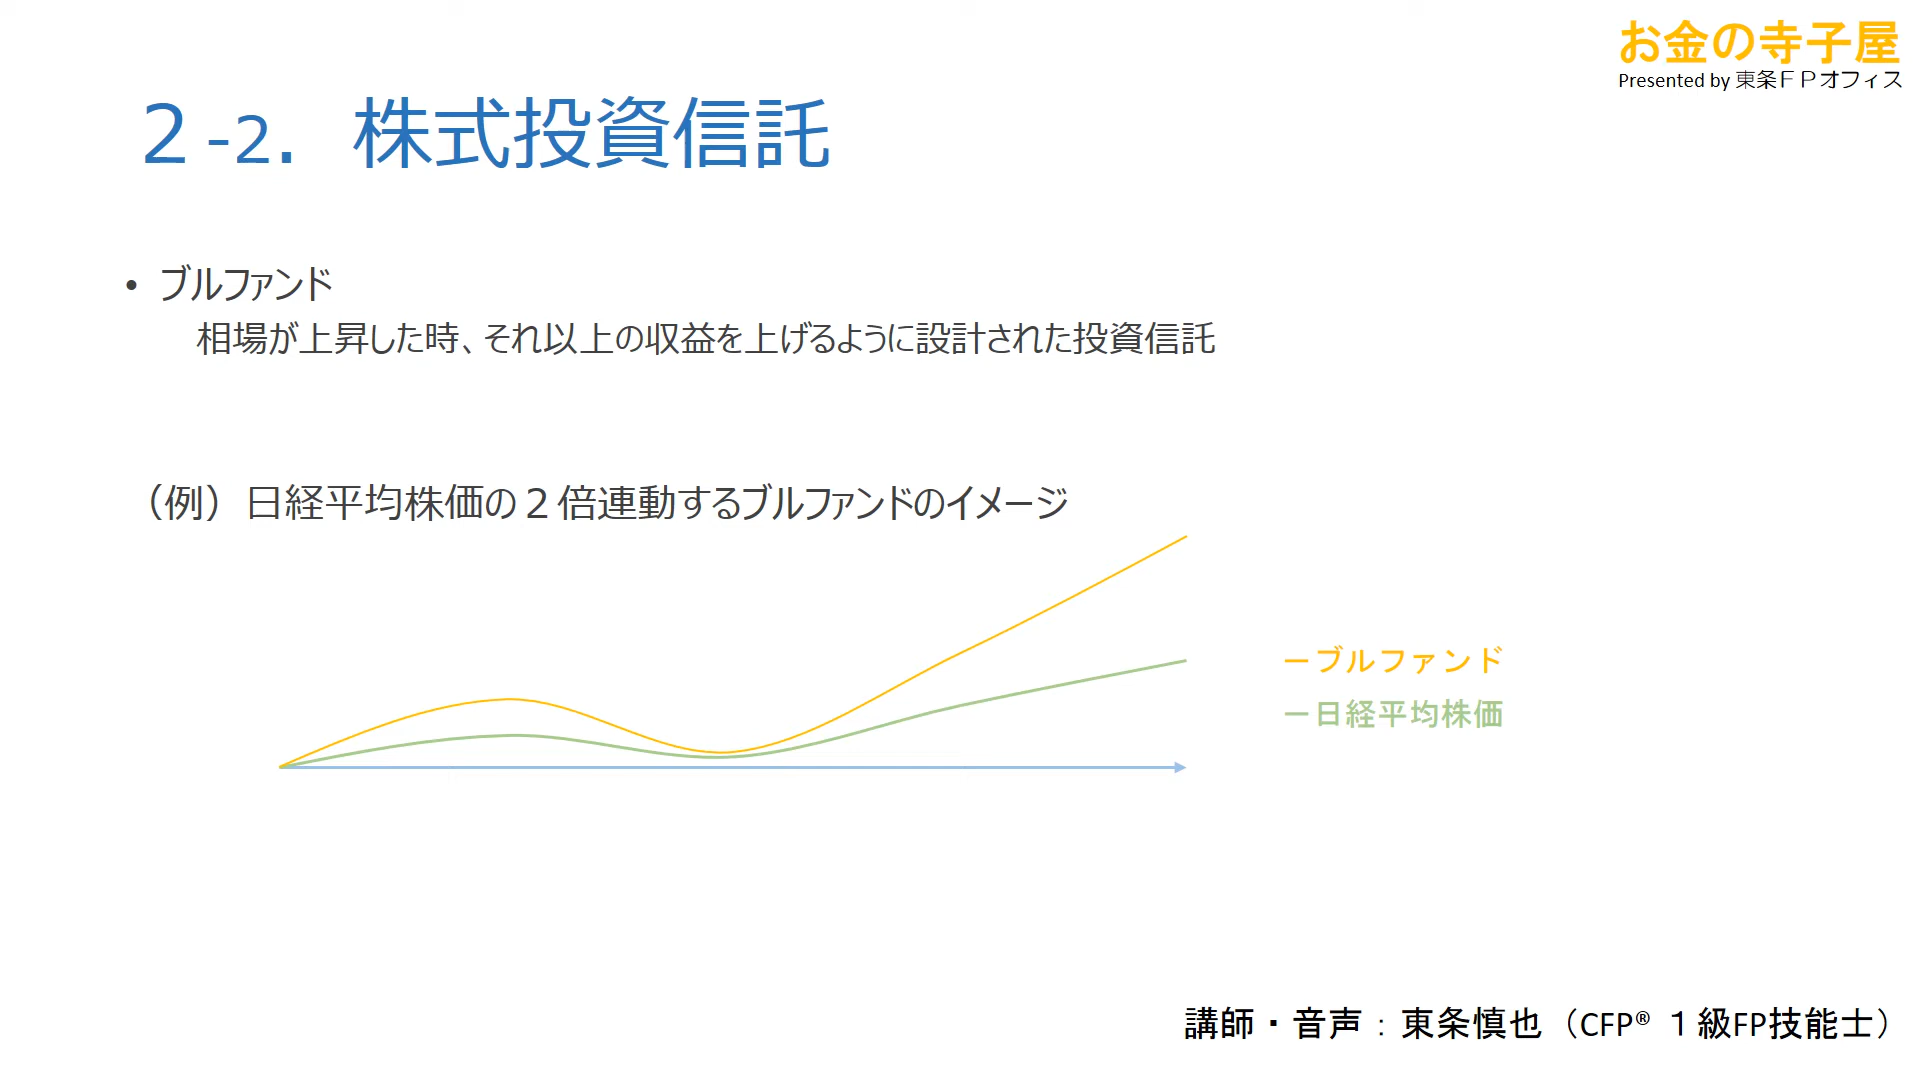 お金の寺子屋
Presented by 東条ＦＰオフィス
２-2． 株式投資信託
• ブルファンド
相場が上昇した時、それ以上の収益を上げるように設計された投資信託
（例）日経平均株価の２倍連動するブルファンドのイメージ
ーブルファンド
ー日経平均株価
講師・音声：東条慎也（CFP® １級FP技能士）